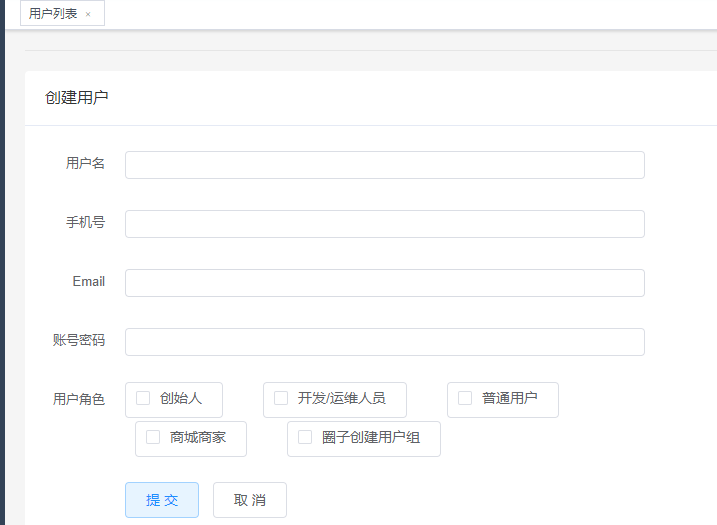 用户列表 ×
创建用户
用户名
手机号
Email
账号密码
用户角色 创始人 开发/运维人员 普通用户
商城商家 圈子创建用户组
提 交 取 消